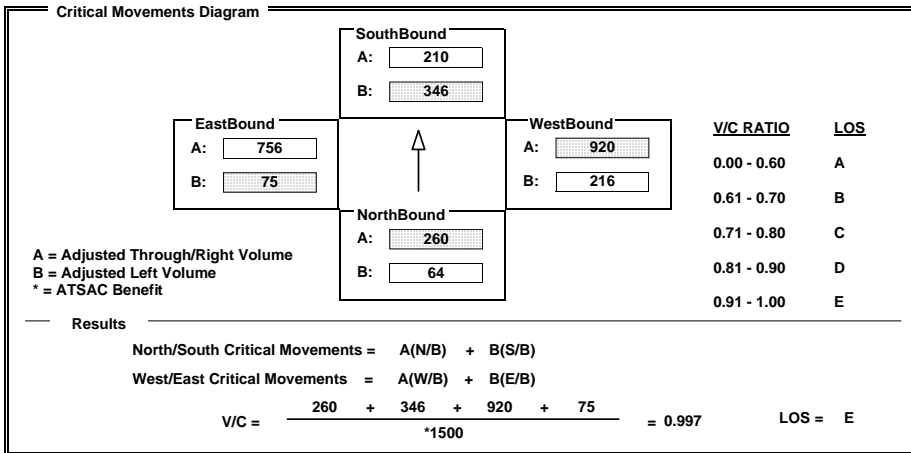 Critical Movements Diagram
SouthBound
A: 210
B: 346
EastBound
A: 756
B: 75
WestBound
A: 920
B: 216
NorthBound
A: 260
B: 64
V/C RATIO LOS
0.00 - 0.60 A
0.61 - 0.70 B
0.71 - 0.80 C
0.81 - 0.90 D
0.91 - 1.00 E
A = Adjusted Through/Right Volume
B = Adjusted Left Volume
* = ATSAC Benefit
Results
North/South Critical Movements = A(N/B) + B(S/B)
West/East Critical Movements = A(W/B) + B(E/B)
V/C = 260 + 346 + 920 + 75 = 0.997 LOS = E
*1500